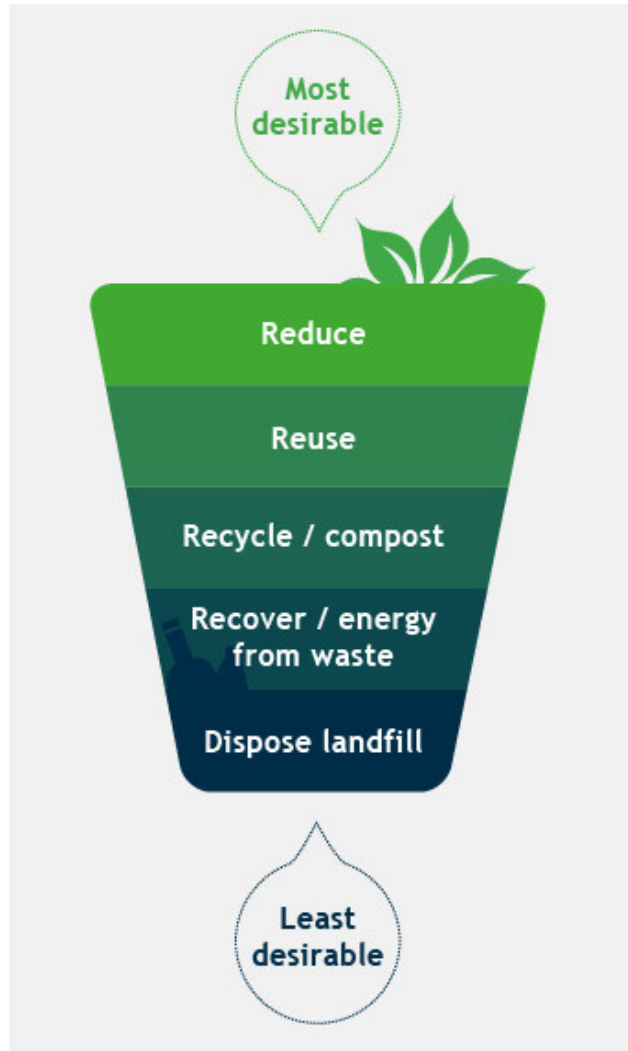 Most
desirable
Reduce
Reuse
Recycle / compost
Recover / energy
from waste
Dispose landfill
Least
desirable